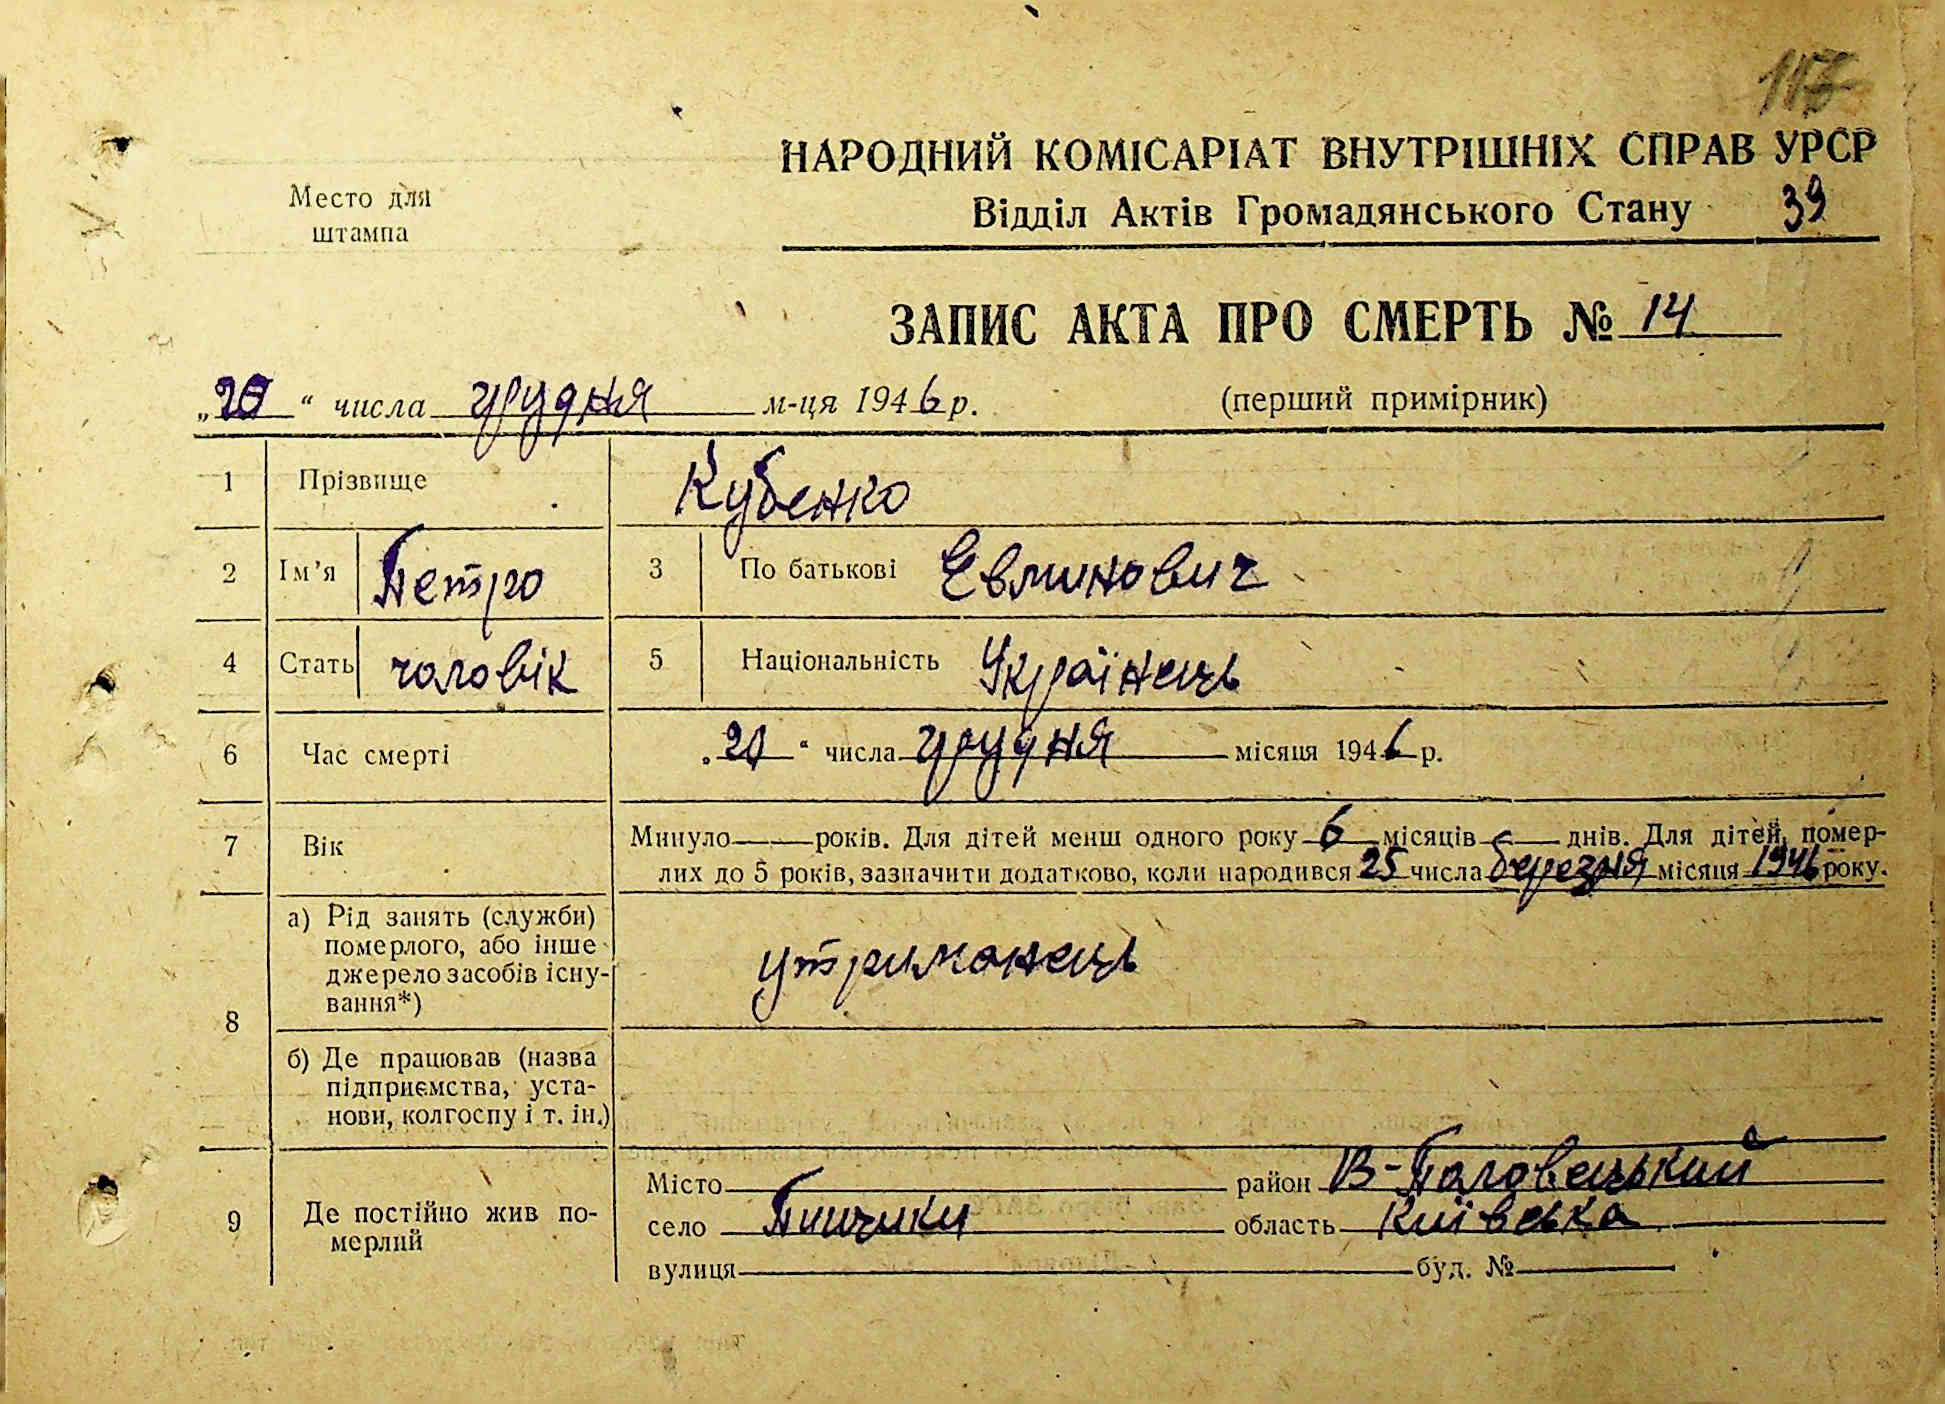 39
НАРОДНИЙ КОМІСАРІАТ ВНУТРІШНІХ СПРАВ УРСР
Відділ Актів Громадянського Стану
Место для
штампа
ЗАПИС АКТА ПРО СМЕРТЬ № 14
„20“ числа грудня м-ця 1946 р. (перший примірник)
1 Прізвище Кубенко
2 Ім'я Петро 3 По батькові Евминович
4 Стать чоловік 5 Національність Українець
6 Час смерті „20“ числа грудня місяця 1946 р.
7 Вік Минуло — років. Для дітей менш одного року 6 місяців — днів. Для дітей, помер-
лих до 5 років, зазначити додатково, коли народився 25 числа березня місяця 1946 року.
8 а) Рід занять (служби)
померлого, або інше
джерело засобів існу-
вання*) утриманець
б) Де працював (назва
підприємства, уста-
нови, колгоспу і т. ін.)
9 Де постійно жив по-
мерлий
Місто район В-Половецький
село Пинчики область Київська
вулиця буд. №